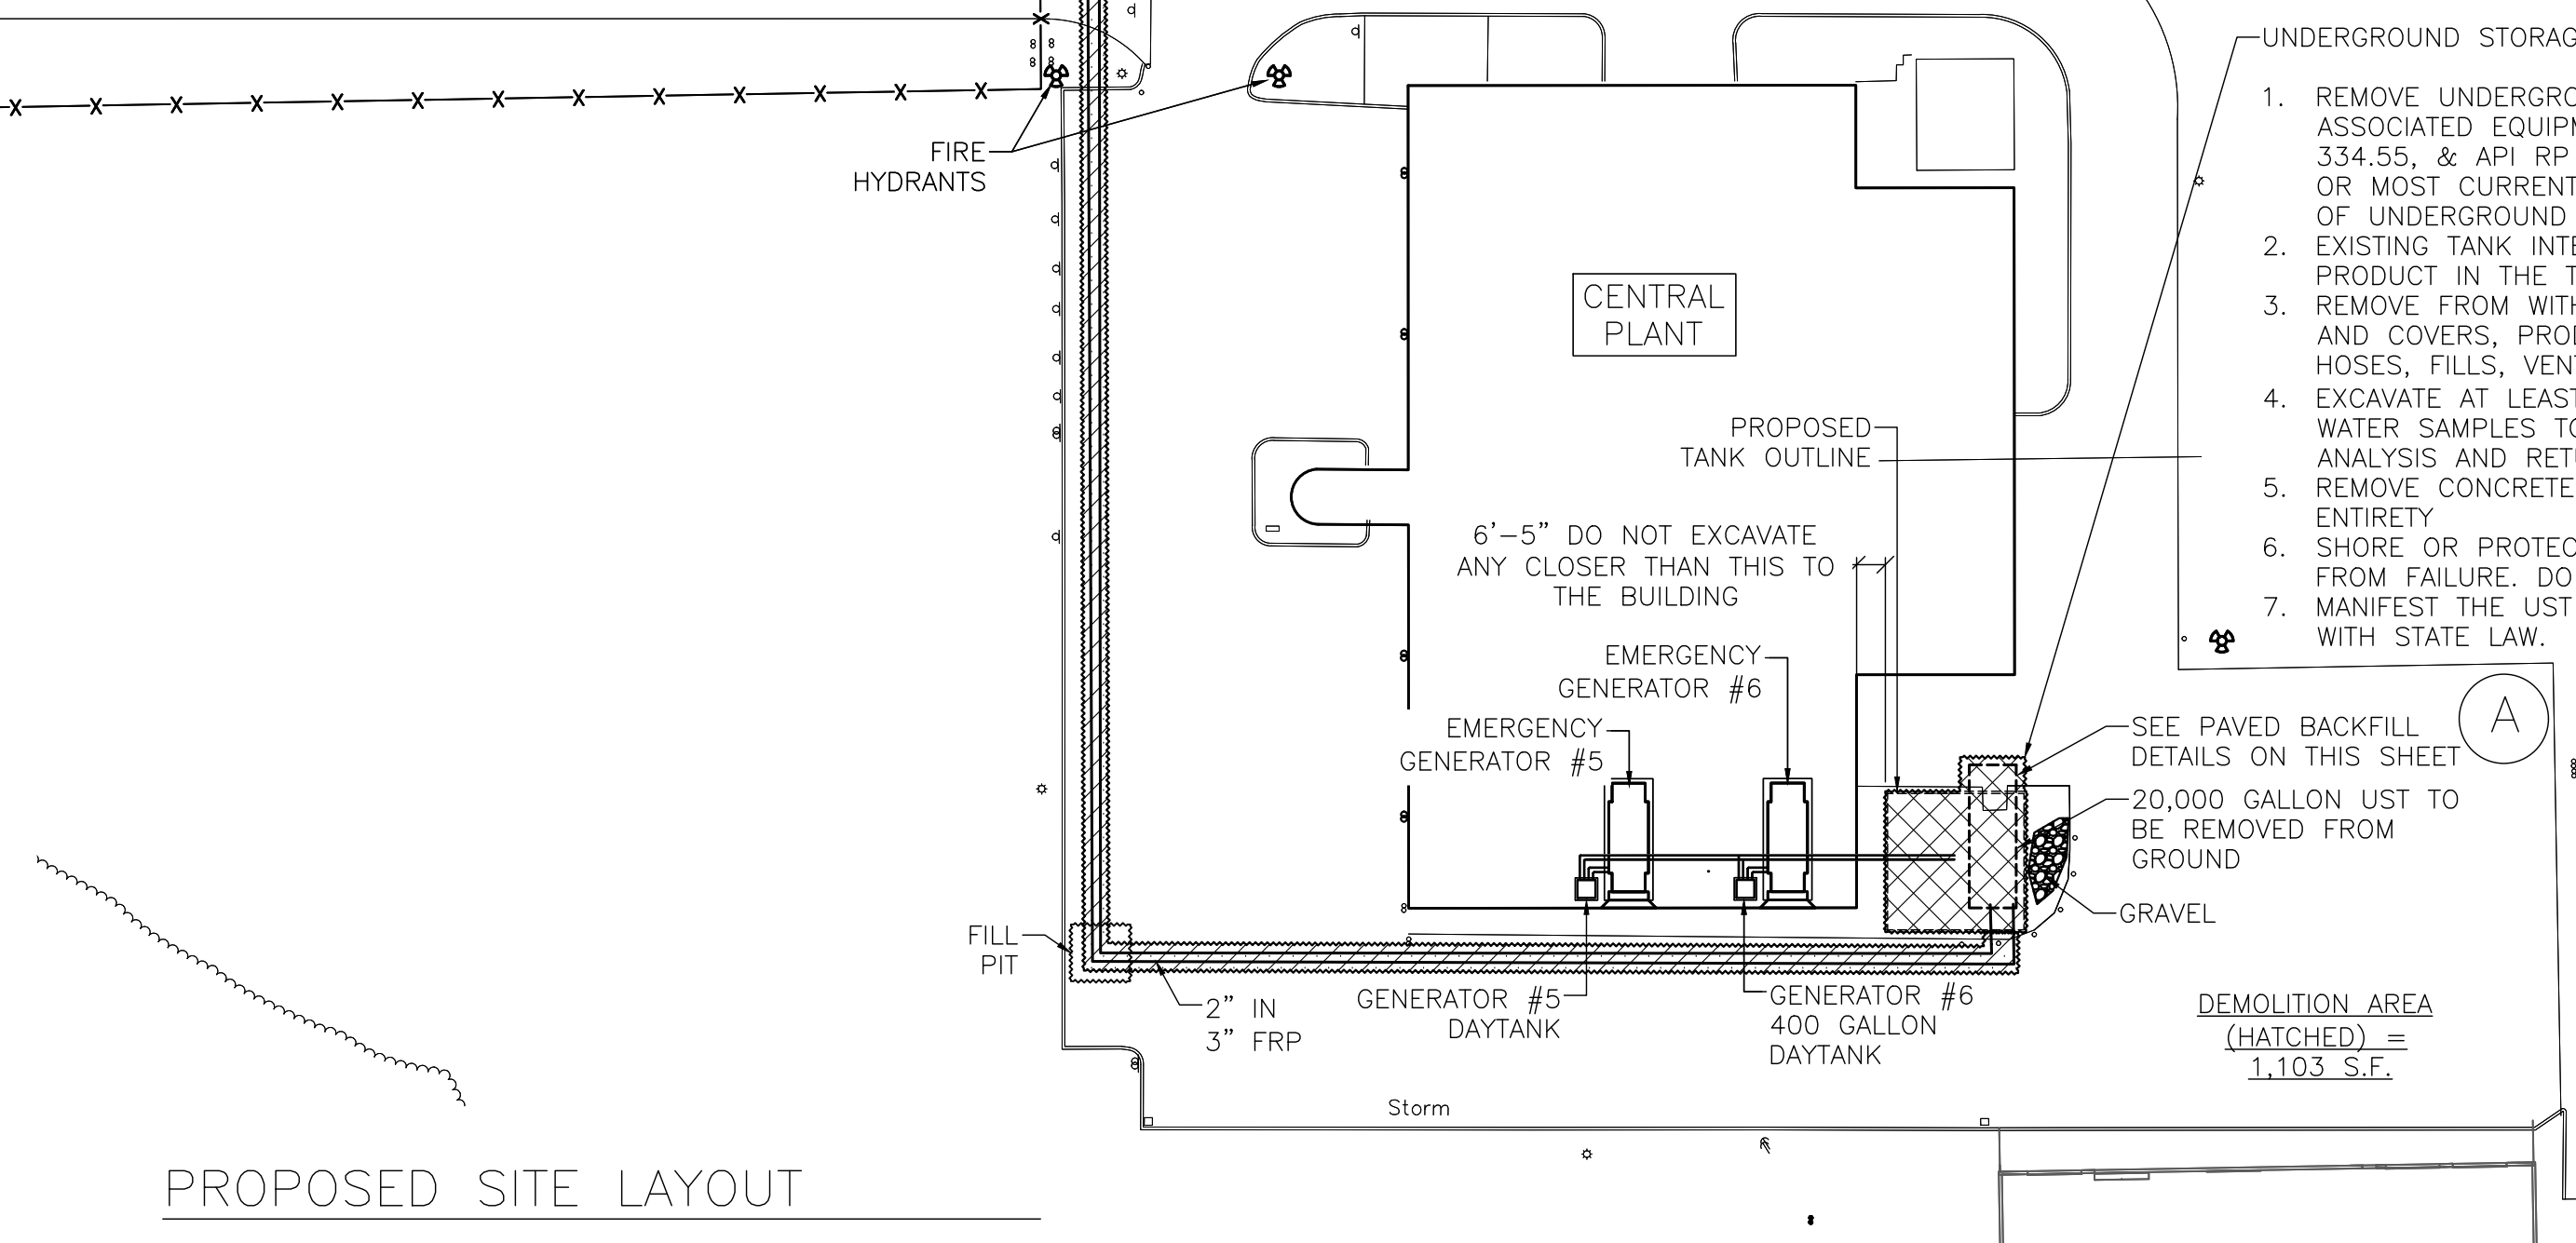 FIRE
HYDRANTS
CENTRAL
PLANT
PROPOSED
TANK OUTLINE
6'-5" DO NOT EXCAVATE
ANY CLOSER THAN THIS TO
THE BUILDING
EMERGENCY
GENERATOR #6
EMERGENCY
GENERATOR #5
FILL
PIT
2" IN
3" FRP
GENERATOR #5
DAYTANK
GENERATOR #6
400 GALLON
DAYTANK
Storm
PROPOSED SITE LAYOUT
UNDERGROUND STORAG
1. REMOVE UNDERGRO
ASSOCIATED EQUIPM
334.55, & API RP
OR MOST CURRENT
OF UNDERGROUND
2. EXISTING TANK INTE
PRODUCT IN THE T
3. REMOVE FROM WITH
AND COVERS, PROD
HOSES, FILLS, VENT
4. EXCAVATE AT LEAST
WATER SAMPLES TO
ANALYSIS AND RETU
5. REMOVE CONCRETE
ENTIRETY
6. SHORE OR PROTEC
FROM FAILURE. DO
7. MANIFEST THE UST
WITH STATE LAW.
A
SEE PAVED BACKFILL
DETAILS ON THIS SHEET
20,000 GALLON UST TO
BE REMOVED FROM
GROUND
GRAVEL
DEMOLITION AREA
(HATCHED) =
1,103 S.F.